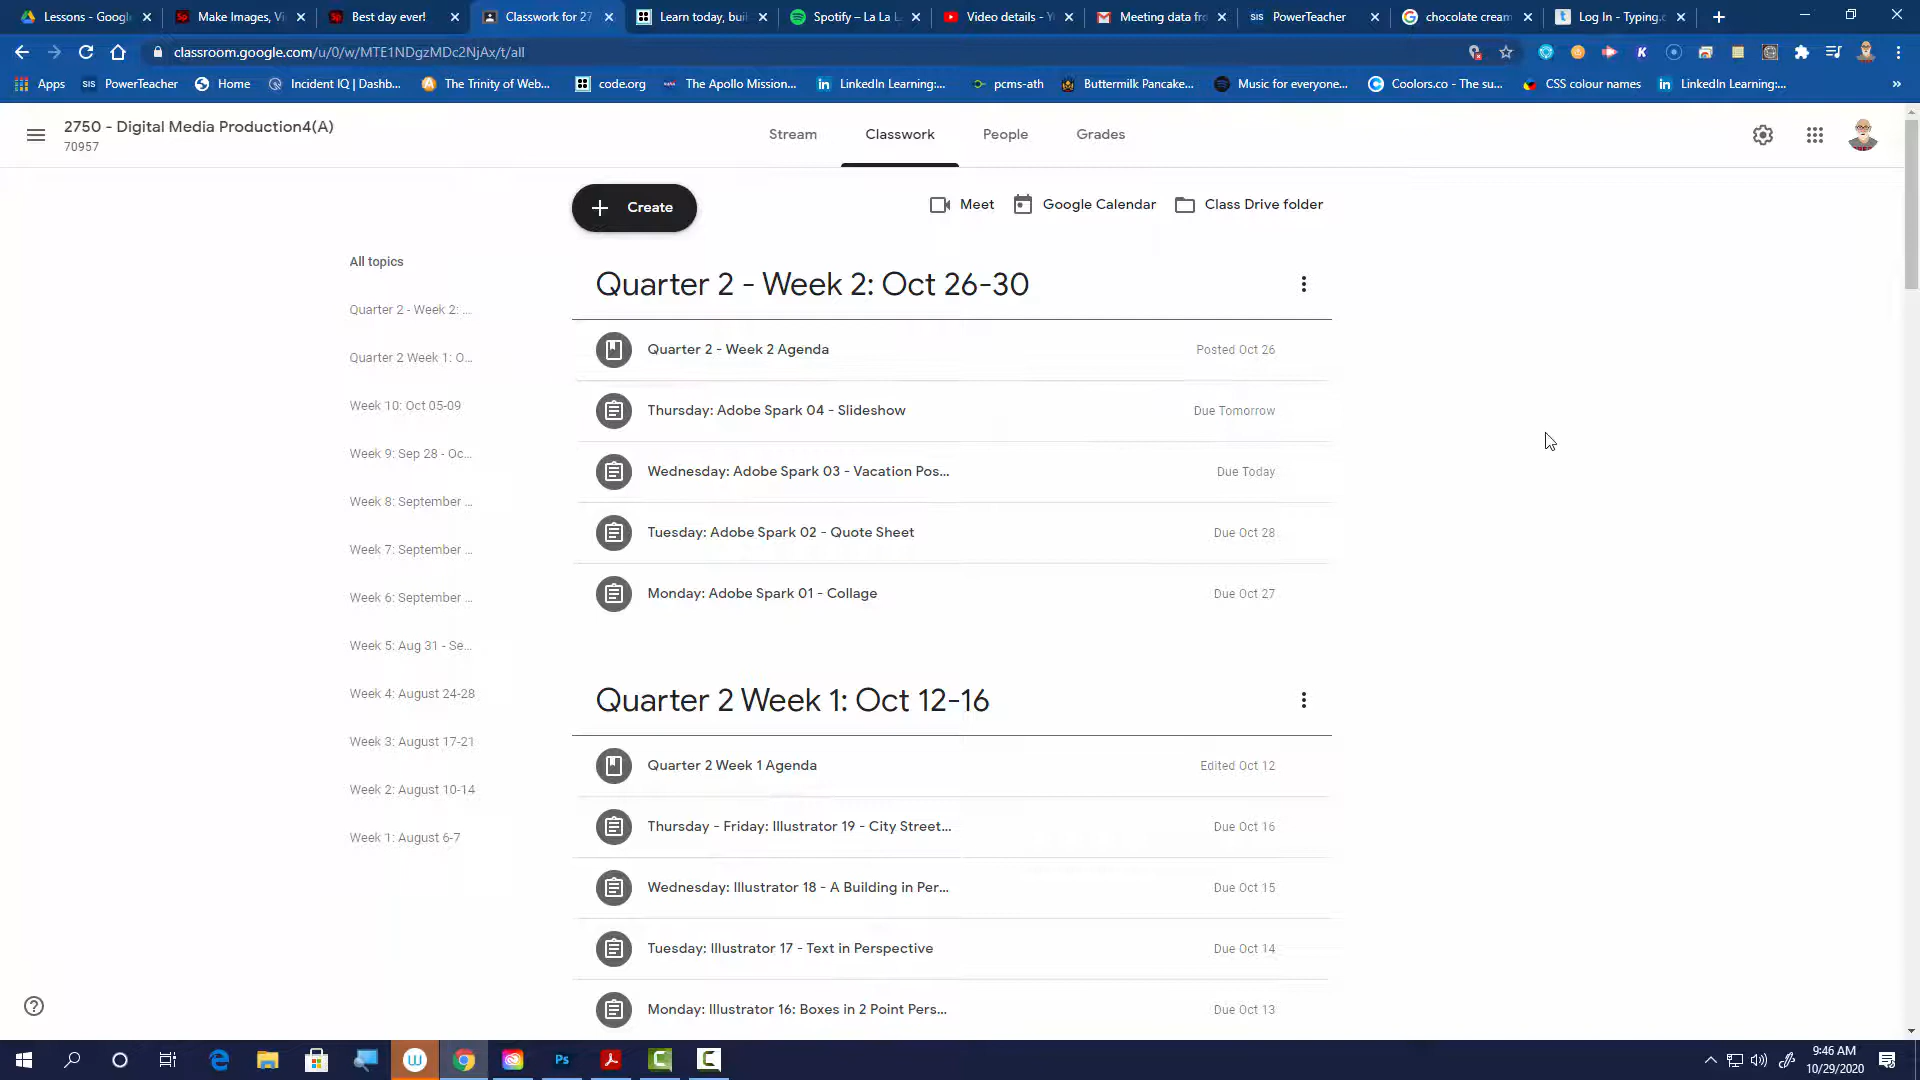 Lessons - Google
Make Images, Vi
Best day ever!
Classwork for 27
Learn today, bui
Spotify – La La L
Video details - Y
Meeting data fro
SIS PowerTeacher
chocolate cream
Log In - Typing.c
classroom.google.com/u/0/w/MTE1NDgzMDc2NjAx/t/all
Apps
SIS PowerTeacher
Home
Incident IQ | Dashb...
The Trinity of Web...
code.org
The Apollo Mission...
LinkedIn Learning:...
pcms-ath
Buttermilk Pancake...
Music for everyone...
Coolors.co - The su...
CSS colour names
LinkedIn Learning:...
2750 - Digital Media Production4(A)
70957
Stream
Classwork
People
Grades
Create
Meet
Google Calendar
Class Drive folder
All topics
Quarter 2 - Week 2: ...
Quarter 2 Week 1: O...
Week 10: Oct 05-09
Week 9: Sep 28 - Oc...
Week 8: September ...
Week 7: September ...
Week 6: September ...
Week 5: Aug 31 - Se...
Week 4: August 24-28
Week 3: August 17-21
Week 2: August 10-14
Week 1: August 6-7
Quarter 2 - Week 2: Oct 26-30
Quarter 2 - Week 2 Agenda
Posted Oct 26
Thursday: Adobe Spark 04 - Slideshow
Due Tomorrow
Wednesday: Adobe Spark 03 - Vacation Pos...
Due Today
Tuesday: Adobe Spark 02 - Quote Sheet
Due Oct 28
Monday: Adobe Spark 01 - Collage
Due Oct 27
Quarter 2 Week 1: Oct 12-16
Quarter 2 Week 1 Agenda
Edited Oct 12
Thursday - Friday: Illustrator 19 - City Street...
Due Oct 16
Wednesday: Illustrator 18 - A Building in Per...
Due Oct 15
Tuesday: Illustrator 17 - Text in Perspective
Due Oct 14
Monday: Illustrator 16: Boxes in 2 Point Pers...
Due Oct 13
Ps
9:46 AM
10/29/2020